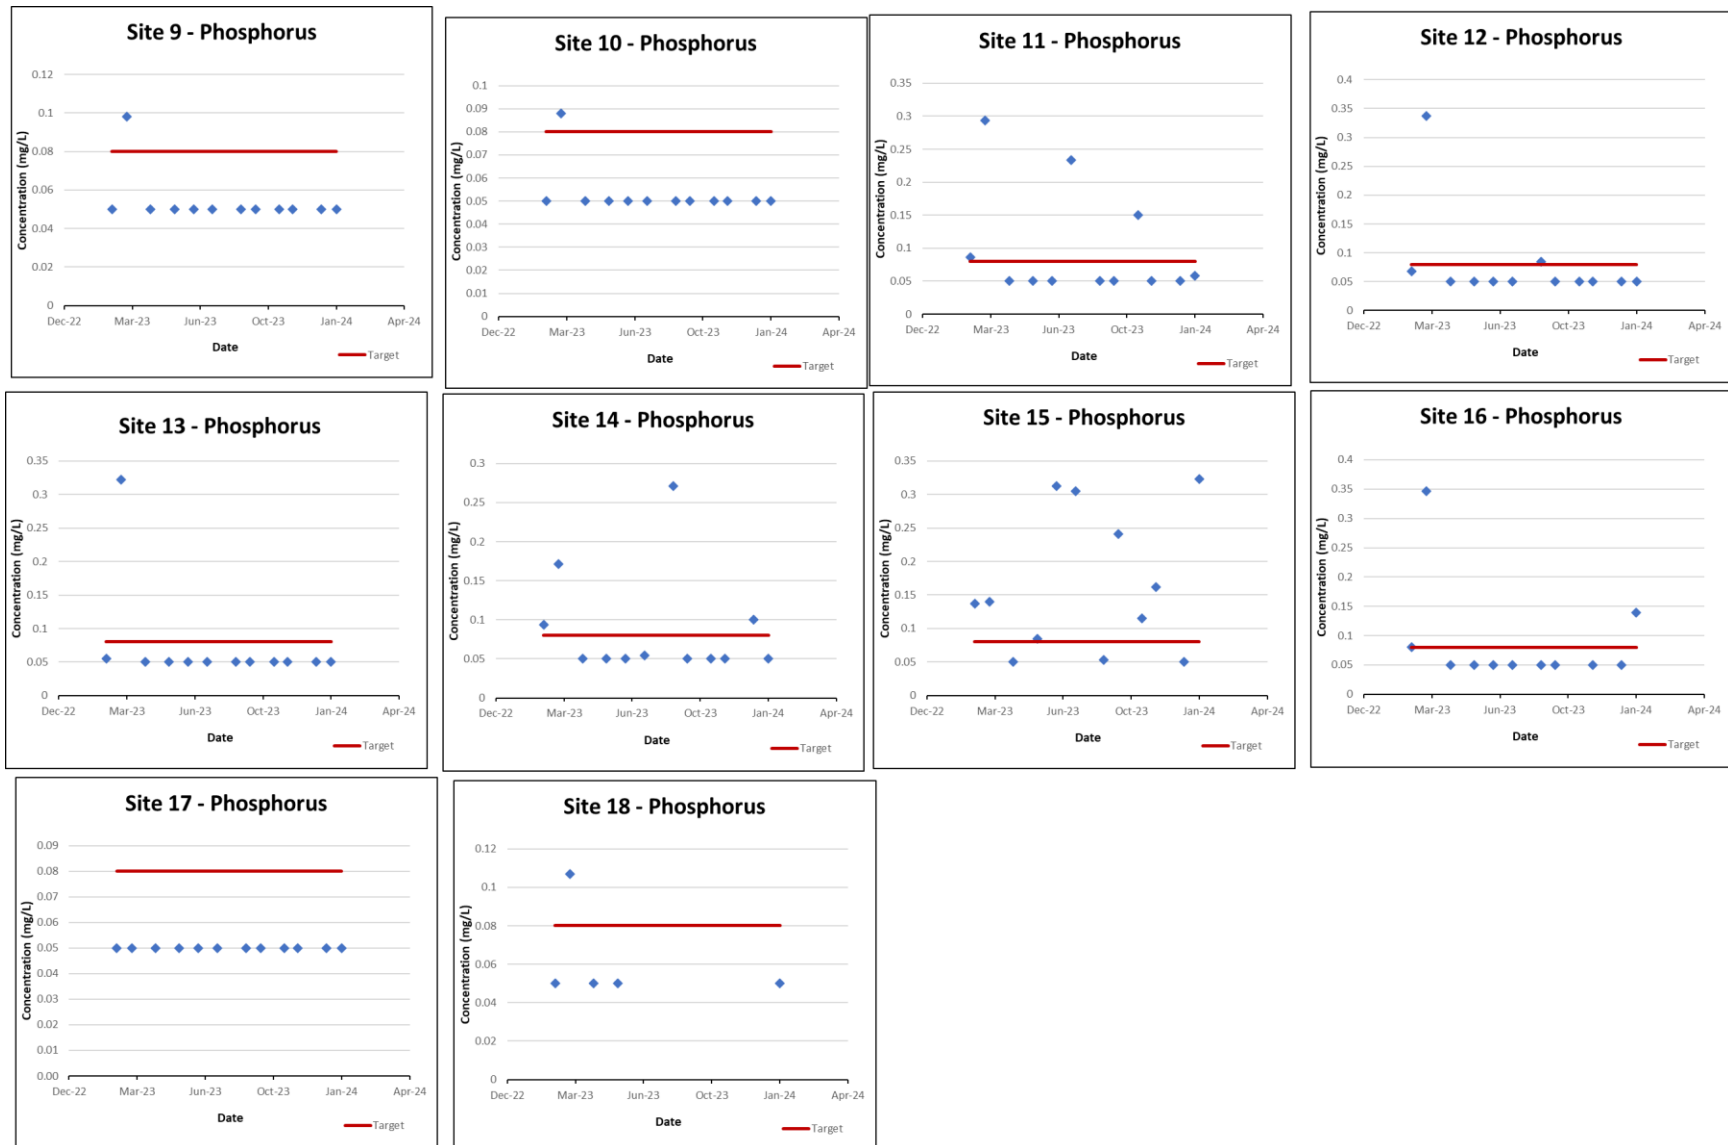 Site 9 - Phosphorus
Concentration (mg/L)
0.12
0.1
0.08
0.06
0.04
0.02
0
Dec-22 Mar-23 Jun-23 Oct-23 Jan-24 Apr-24
Date
Target
Site 10 - Phosphorus
Concentration (mg/L)
0.1
0.09
0.08
0.07
0.06
0.05
0.04
0.03
0.02
0.01
0
Dec-22 Mar-23 Jun-23 Oct-23 Jan-24 Apr-24
Date
Target
Site 11 - Phosphorus
Concentration (mg/L)
0.35
0.3
0.25
0.2
0.15
0.1
0.05
0
Dec-22 Mar-23 Jun-23 Oct-23 Jan-24 Apr-24
Date
Target
Site 12 - Phosphorus
Concentration (mg/L)
0.4
0.35
0.3
0.25
0.2
0.15
0.1
0.05
0
Dec-22 Mar-23 Jun-23 Oct-23 Jan-24 Apr-24
Date
Target
Site 13 - Phosphorus
Concentration (mg/L)
0.35
0.3
0.25
0.2
0.15
0.1
0.05
0
Dec-22 Mar-23 Jun-23 Oct-23 Jan-24 Apr-24
Date
Target
Site 14 - Phosphorus
Concentration (mg/L)
0.3
0.25
0.2
0.15
0.1
0.05
0
Dec-22 Mar-23 Jun-23 Oct-23 Jan-24 Apr-24
Date
Target
Site 15 - Phosphorus
Concentration (mg/L)
0.35
0.3
0.25
0.2
0.15
0.1
0.05
0
Dec-22 Mar-23 Jun-23 Oct-23 Jan-24 Apr-24
Date
Target
Site 16 - Phosphorus
Concentration (mg/L)
0.4
0.35
0.3
0.25
0.2
0.15
0.1
0.05
0
Dec-22 Mar-23 Jun-23 Oct-23 Jan-24 Apr-24
Date
Target
Site 17 - Phosphorus
Concentration (mg/L)
0.09
0.08
0.07
0.06
0.05
0.04
0.03
0.02
0.01
0.00
Dec-22 Mar-23 Jun-23 Oct-23 Jan-24 Apr-24
Date
Target
Site 18 - Phosphorus
Concentration (mg/L)
0.12
0.1
0.08
0.06
0.04
0.02
0
Dec-22 Mar-23 Jun-23 Oct-23 Jan-24 Apr-24
Date
Target